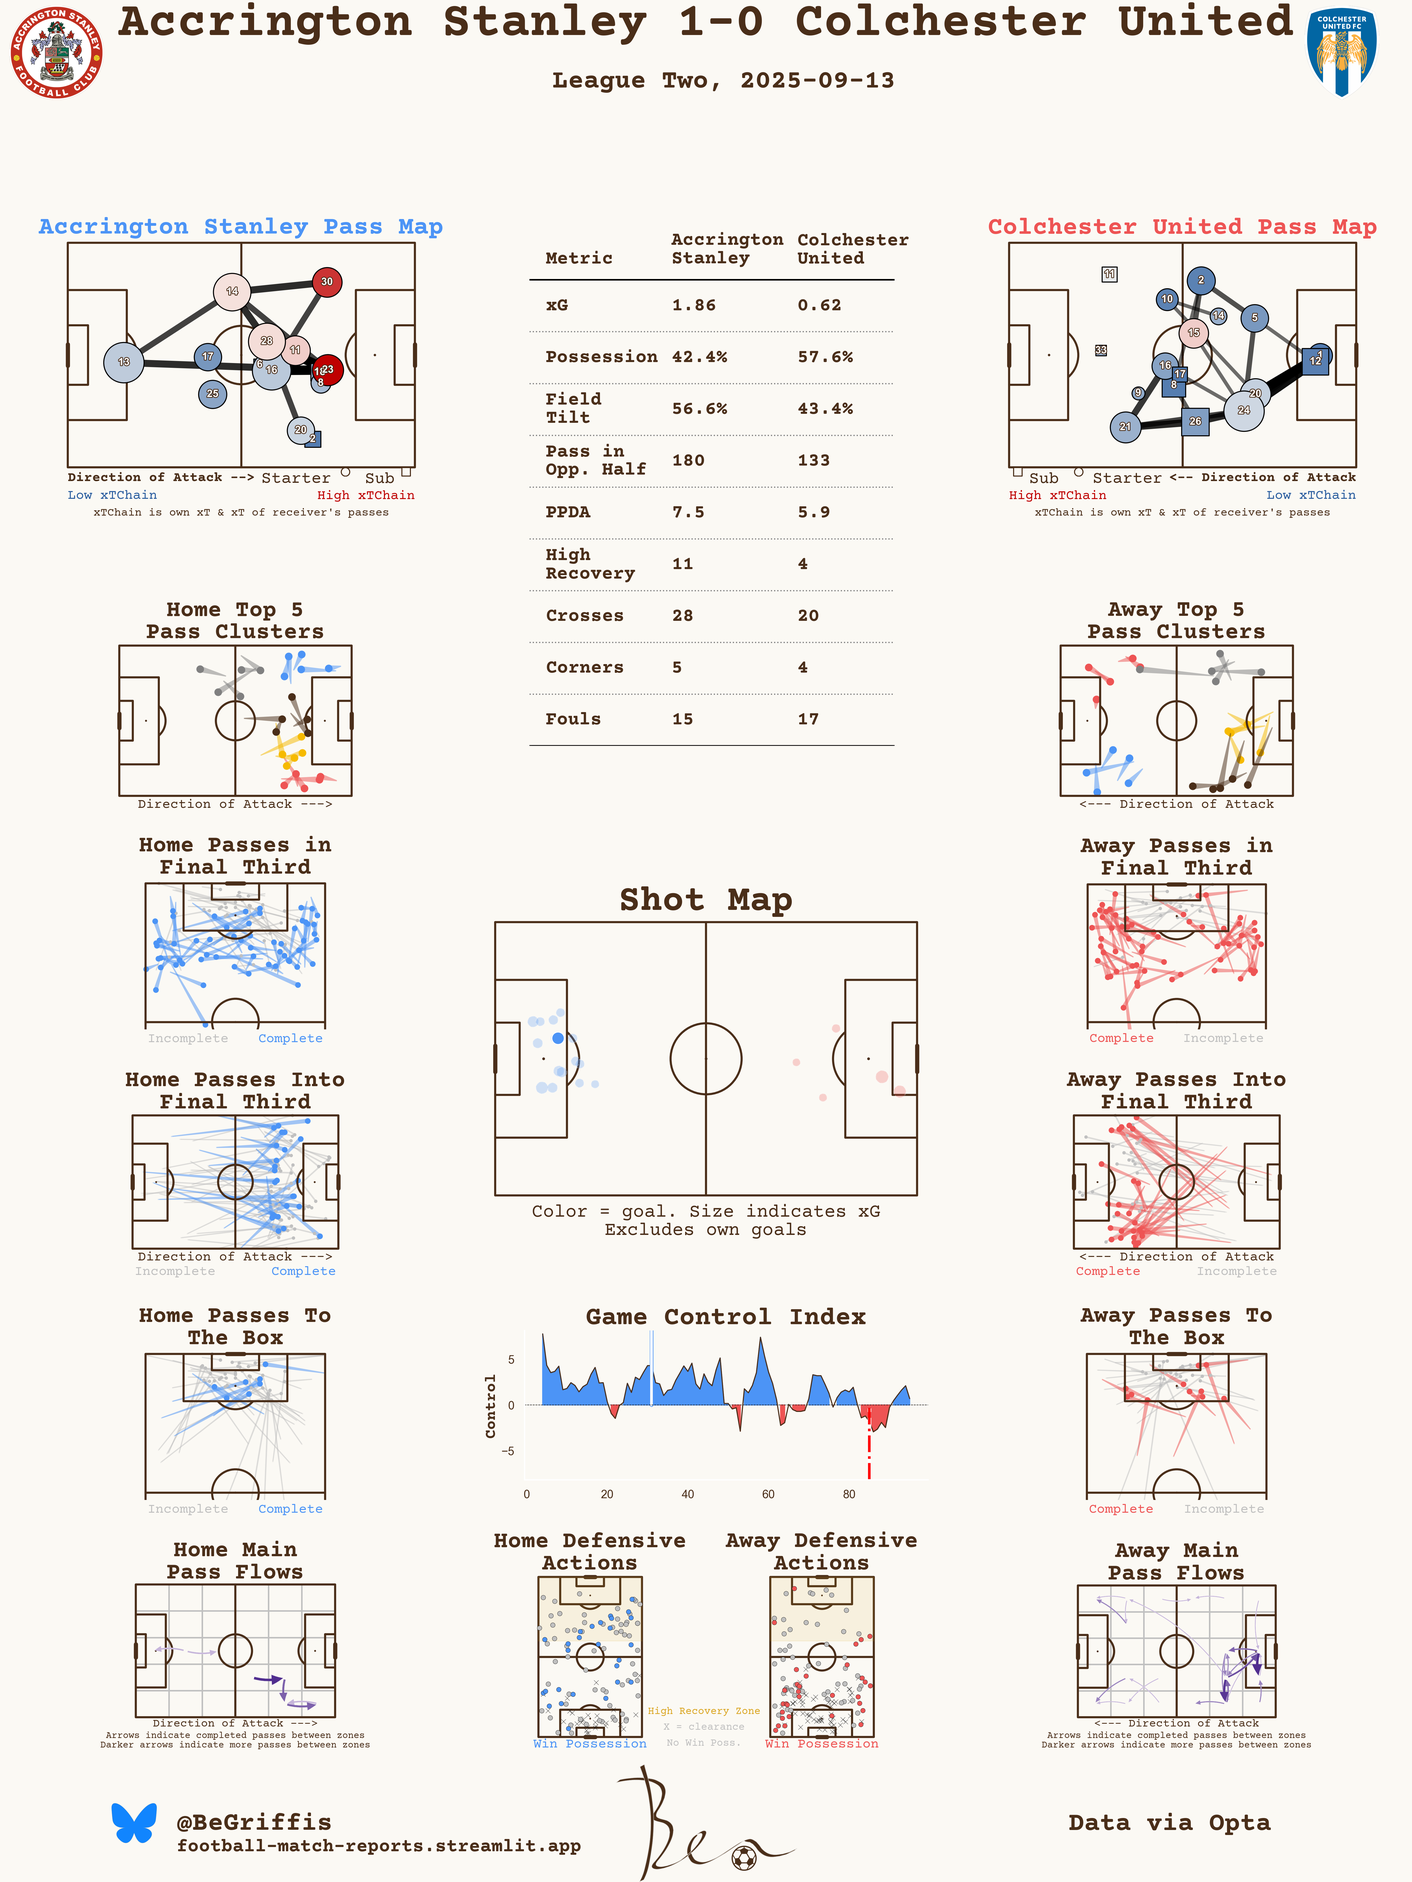 Accrington Stanley 1-0 Colchester United
League Two, 2025-09-13
ACCRINGTON STANLEY
FOOTBALL CLUB
COLCHESTER
UNITED FC
Accrington Stanley Pass Map
14
30
28
11
13
17
6
16
18
23
8
25
20
2
Direction of Attack --> Starter Sub
Low xTChain High xTChain
xTChain is own xT & xT of receiver's passes
Metric Accrington Stanley Colchester United
xG 1.86 0.62
Possession 42.4% 57.6%
Field Tilt 56.6% 43.4%
Pass in Opp. Half 180 133
PPDA 7.5 5.9
High Recovery 11 4
Crosses 28 20
Corners 5 4
Fouls 15 17
Colchester United Pass Map
11
2
10
14
5
15
33
1
12
16
17
8
9
20
24
21
26
Sub Starter <-- Direction of Attack
High xTChain Low xTChain
xTChain is own xT & xT of receiver's passes
Home Top 5
Pass Clusters
Direction of Attack --->
Away Top 5
Pass Clusters
<--- Direction of Attack
Home Passes in
Final Third
Incomplete Complete
Away Passes in
Final Third
Complete Incomplete
Shot Map
Color = goal. Size indicates xG
Excludes own goals
Home Passes Into
Final Third
Direction of Attack --->
Incomplete Complete
Away Passes Into
Final Third
<--- Direction of Attack
Complete Incomplete
Home Passes To
The Box
Incomplete Complete
Game Control Index
Control
5
0
−5
0 20 40 60 80
Away Passes To
The Box
Complete Incomplete
Home Main
Pass Flows
Direction of Attack --->
Arrows indicate completed passes between zones
Darker arrows indicate more passes between zones
Home Defensive
Actions
Win Possession
High Recovery Zone
X = clearance
No Win Poss.
Away Defensive
Actions
Win Possession
Away Main
Pass Flows
<--- Direction of Attack
Arrows indicate completed passes between zones
Darker arrows indicate more passes between zones
@BeGriffis
football-match-reports.streamlit.app
Ben
Data via Opta